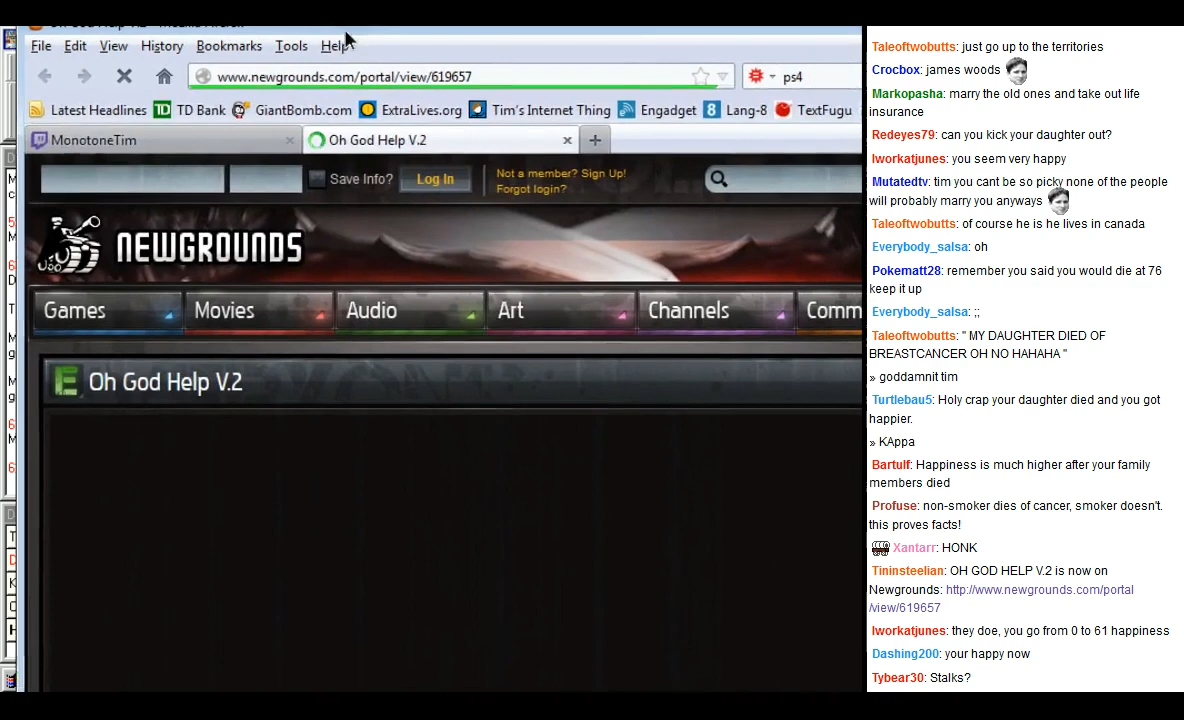 File Edit View History Bookmarks Tools Help
www.newgrounds.com/portal/view/619657 ps4
Latest Headlines TD TD Bank GiantBomb.com ExtraLives.org Tim's Internet Thing Engadget 8 Lang-8 TextFugu
MonotoneTim Oh God Help V.2
Save Info? Log In Not a member? Sign Up!
Forgot login?
NEWGROUNDS
Games Movies Audio Art Channels Comm
E Oh God Help V.2
Taleoftwobutts: just go up to the territories
Crocbox: james woods
Markopasha: marry the old ones and take out life
insurance
Redeyes79: can you kick your daughter out?
Iworkatjunes: you seem very happy
Mutatedtv: tim you cant be so picky none of the people
will probably marry you anyways
Taleoftwobutts: of course he is he lives in canada
Everybody_salsa: oh
Pokematt28: remember you said you would die at 76
keep it up
Everybody_salsa: ;;
Taleoftwobutts: " MY DAUGHTER DIED OF
BREASTCANCER OH NO HAHAHA "
» goddamnit tim
Turtlebau5: Holy crap your daughter died and you got
happier.
» KAppa
Bartulf: Happiness is much higher after your family
members died
Profuse: non-smoker dies of cancer, smoker doesn't.
this proves facts!
Xantarr: HONK
Tininsteelian: OH GOD HELP V.2 is now on
Newgrounds: http://www.newgrounds.com/portal
/view/619657
Iworkatjunes: they doe, you go from 0 to 61 happiness
Dashing200: your happy now
Tybear30: Stalks?